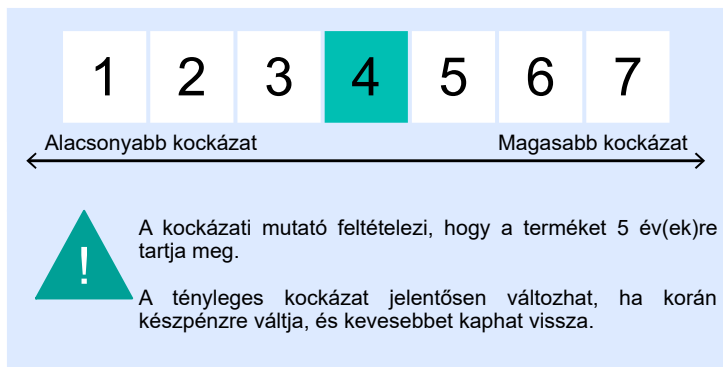 1 2 3 4 5 6 7
Alacsonyabb kockázat Magasabb kockázat
!
A kockázati mutató feltételezi, hogy a terméket 5 év(ek)re
tartja meg.
A tényleges kockázat jelentősen változhat, ha korán
készpénzre váltja, és kevesebbet kaphat vissza.